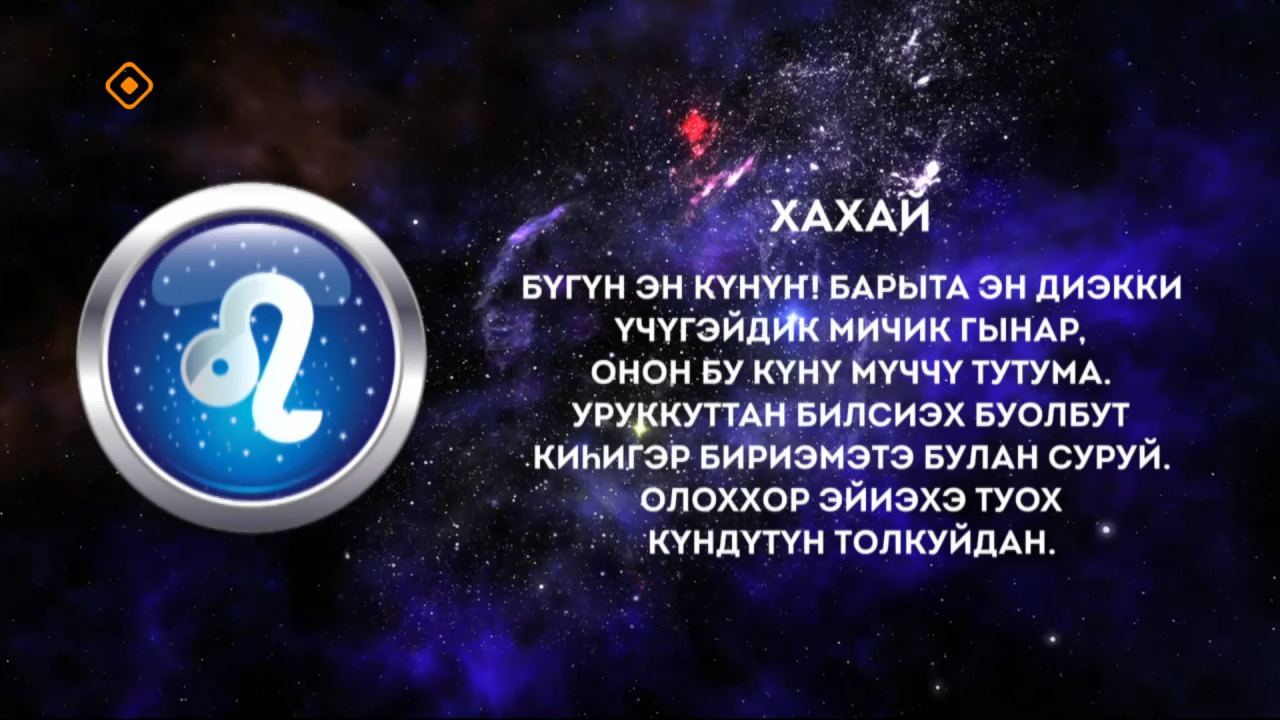 ХАХАЙ
БҮГҮН ЭН КҮНҮҤ! БАРЫТА ЭН ДИЭККИ
ҮЧҮГЭЙДИК МИЧИК ГЫНАР,
ОНОН БУ КҮНҮ МҮЧЧҮ ТУТУМА.
УРУККУТТАН БИЛСИЭХ БУОЛБУТ
КИҺИГЭР БИРИЭМЭТЭ БУЛАН СУРУЙ.
ОЛОХХОР ЭЙИЭХЭ ТУОХ
КҮНДҮТҮН ТОЛКУЙДАН.